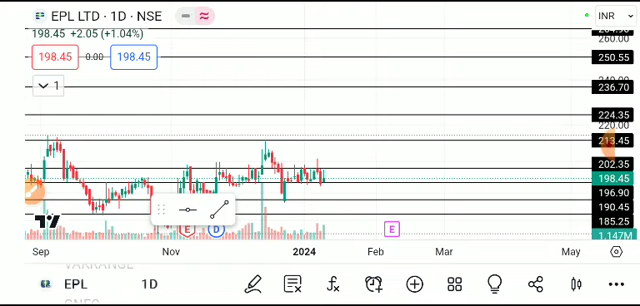 EPL LTD · 1D · NSE
INR
198.45 +2.05 (+1.04%)
260.00
198.45 0.00 198.45
250.55
1
236.70
224.35
220.00
213.45
202.35
198.45
196.90
190.45
185.25
E D E
1.147M
Sep Nov 2024 Feb Mar May
EPL 1D